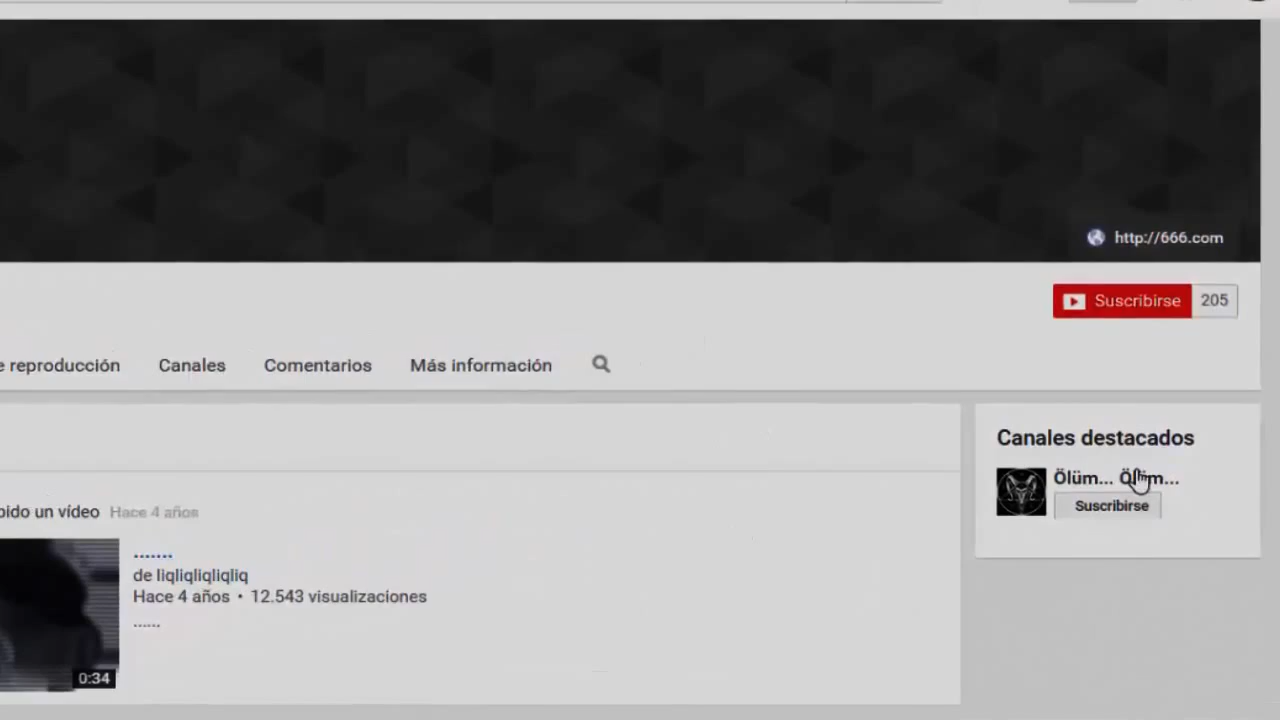 http://666.com
Suscribirse 205
e reproducción Canales Comentarios Más información
Canales destacados
Ölüm... Ölüm...
Suscribirse
bido un vídeo Hace 4 años
.......
de liqliqliqliqliq
Hace 4 años • 12.543 visualizaciones
......
0:34